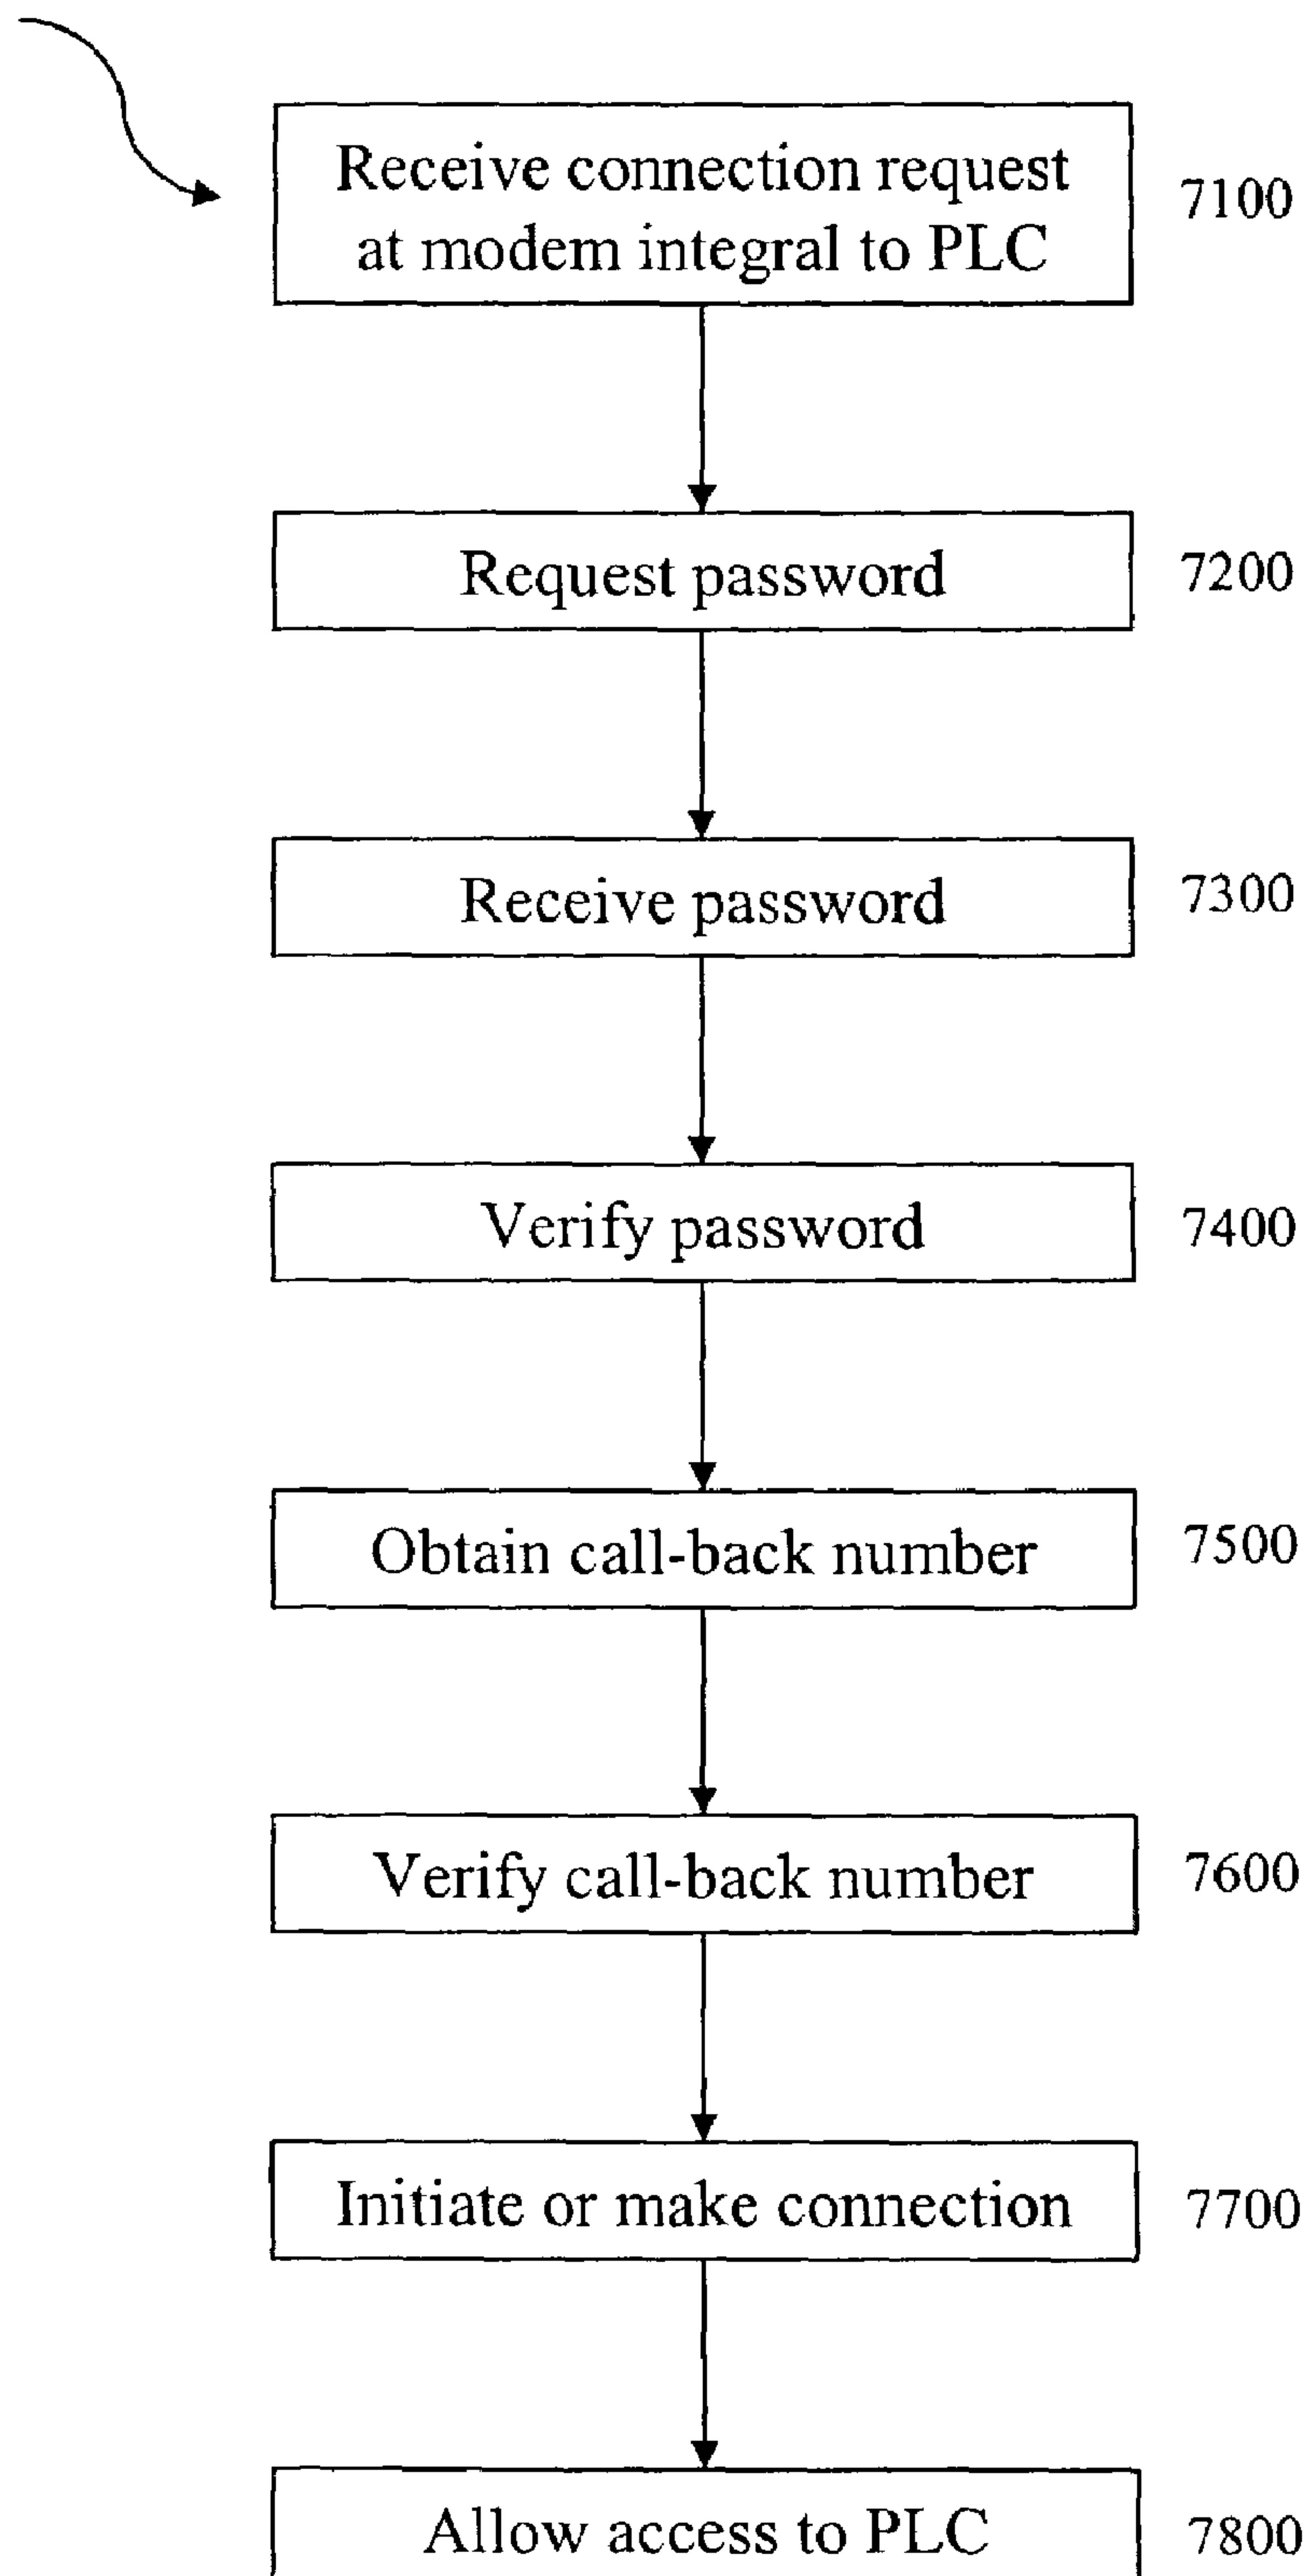 Receive connection request
at modem integral to PLC
7100
Request password
7200
Receive password
7300
Verify password
7400
Obtain call-back number
7500
Verify call-back number
7600
Initiate or make connection
7700
Allow access to PLC
7800